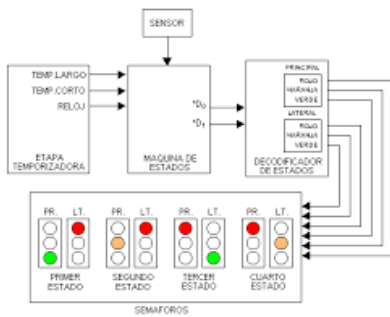 SENSOR
TEMP.LARGO
TEMP.CORTO
RELOJ
ETAPA
TEMPORIZADORA
*D₀
*D₁
MAQUINA DE
ESTADOS
PRINCIPAL
ROJO
NARANJA
VERDE
LATERAL
ROJO
NARANJA
VERDE
DECODIFICADOR
DE ESTADOS
PR. LT. PR. LT. PR. LT. PR. LT.
PRIMER
ESTADO
SEGUNDO
ESTADO
TERCER
ESTADO
CUARTO
ESTADO
SEMAFOROS